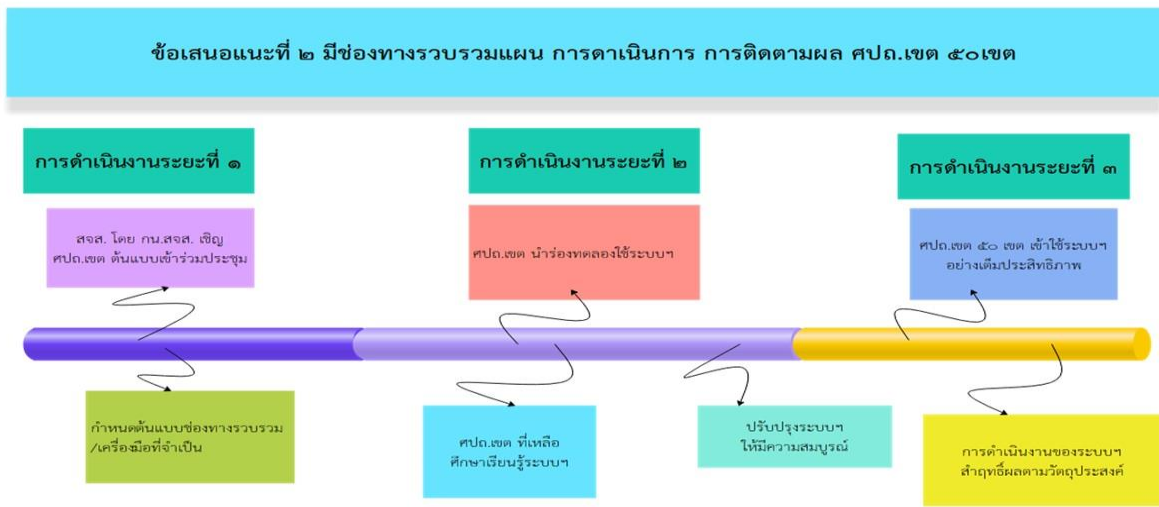 ข้อเสนอแนะที่ ๒ มีช่องทางรวบรวมแผน การดาเนินการ การติดตามผล ศปถ.เขต ๕๐เขต
การดำเนินงานระยะที่ ๑
การดำเนินงานระยะที่ ๒
การดำเนินงานระยะที่ ๓
สจส. โดย กน.สจส. เชิญ
ศปถ.เขต ต้นแบบเข้าร่วมประชุม
ศปถ.เขต นำร่องทดลองใช้ระบบฯ
ศปถ.เขต ๕๐ เขต เข้าใช้ระบบฯ
อย่างเต็มประสิทธิภาพ
กำหนดต้นแบบช่องทางรวบรวม
/เครื่องมือที่จำเป็น
ศปถ.เขต ที่เหลือ
ศึกษาเรียนรู้ระบบฯ
ปรับปรุงระบบฯ
ให้มีความสมบูรณ์
การดำเนินงานของระบบฯ
สำฤทธิ์ผลตามวัตถุประสงค์